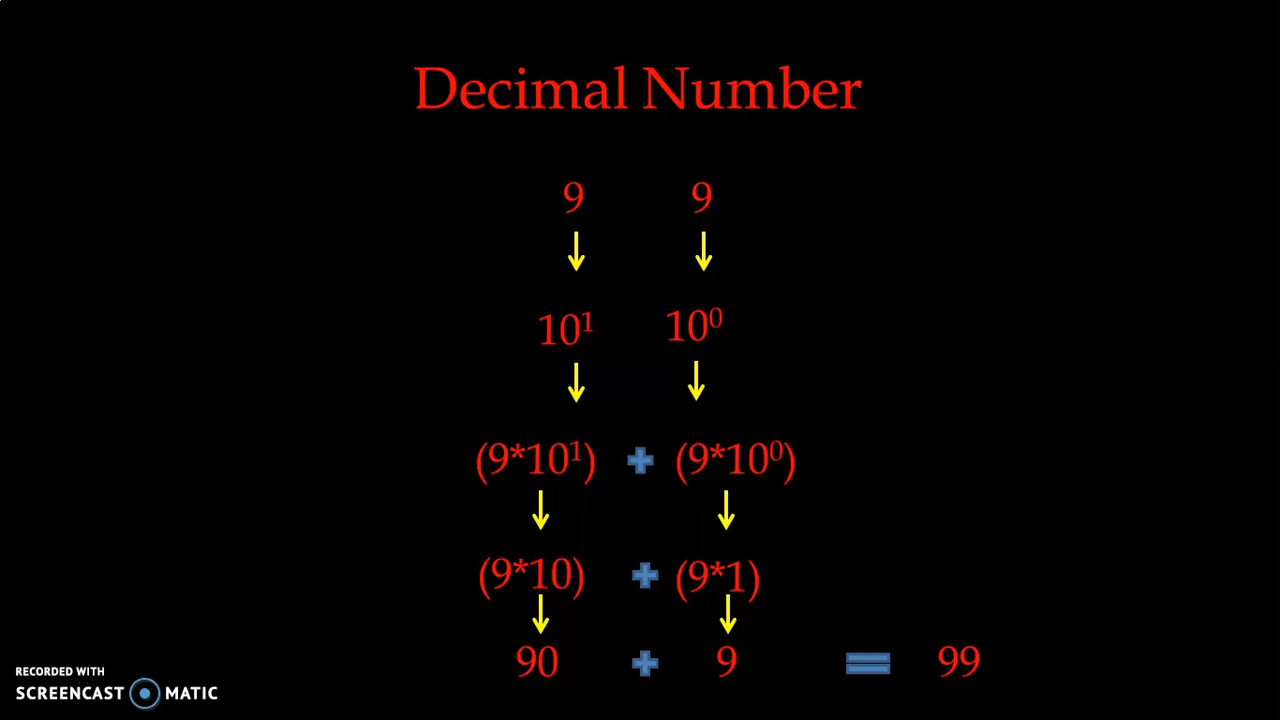 Decimal Number
9 9
10¹ 10⁰
(9*10¹) + (9*10⁰)
(9*10) + (9*1)
90 + 9 = 99
RECORDED WITH
SCREENCAST MATIC